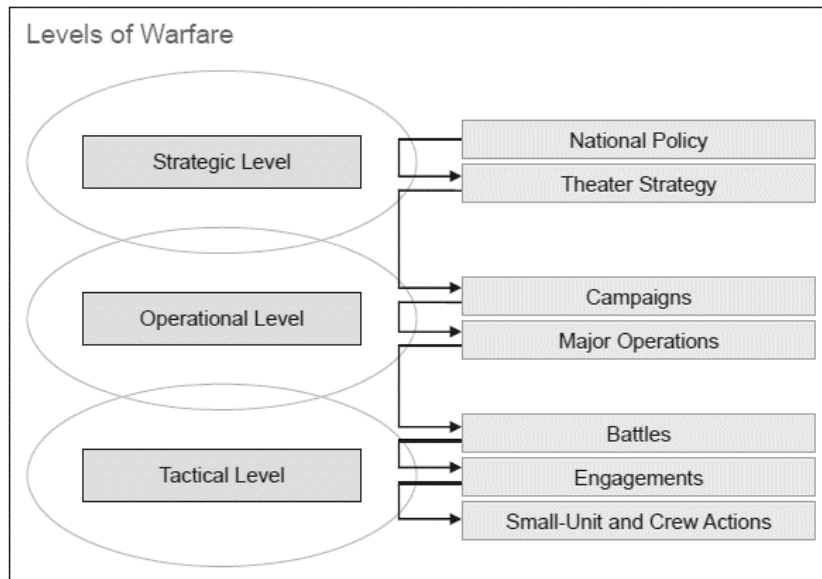 Levels of Warfare
Strategic Level
National Policy
Theater Strategy
Operational Level
Campaigns
Major Operations
Tactical Level
Battles
Engagements
Small-Unit and Crew Actions